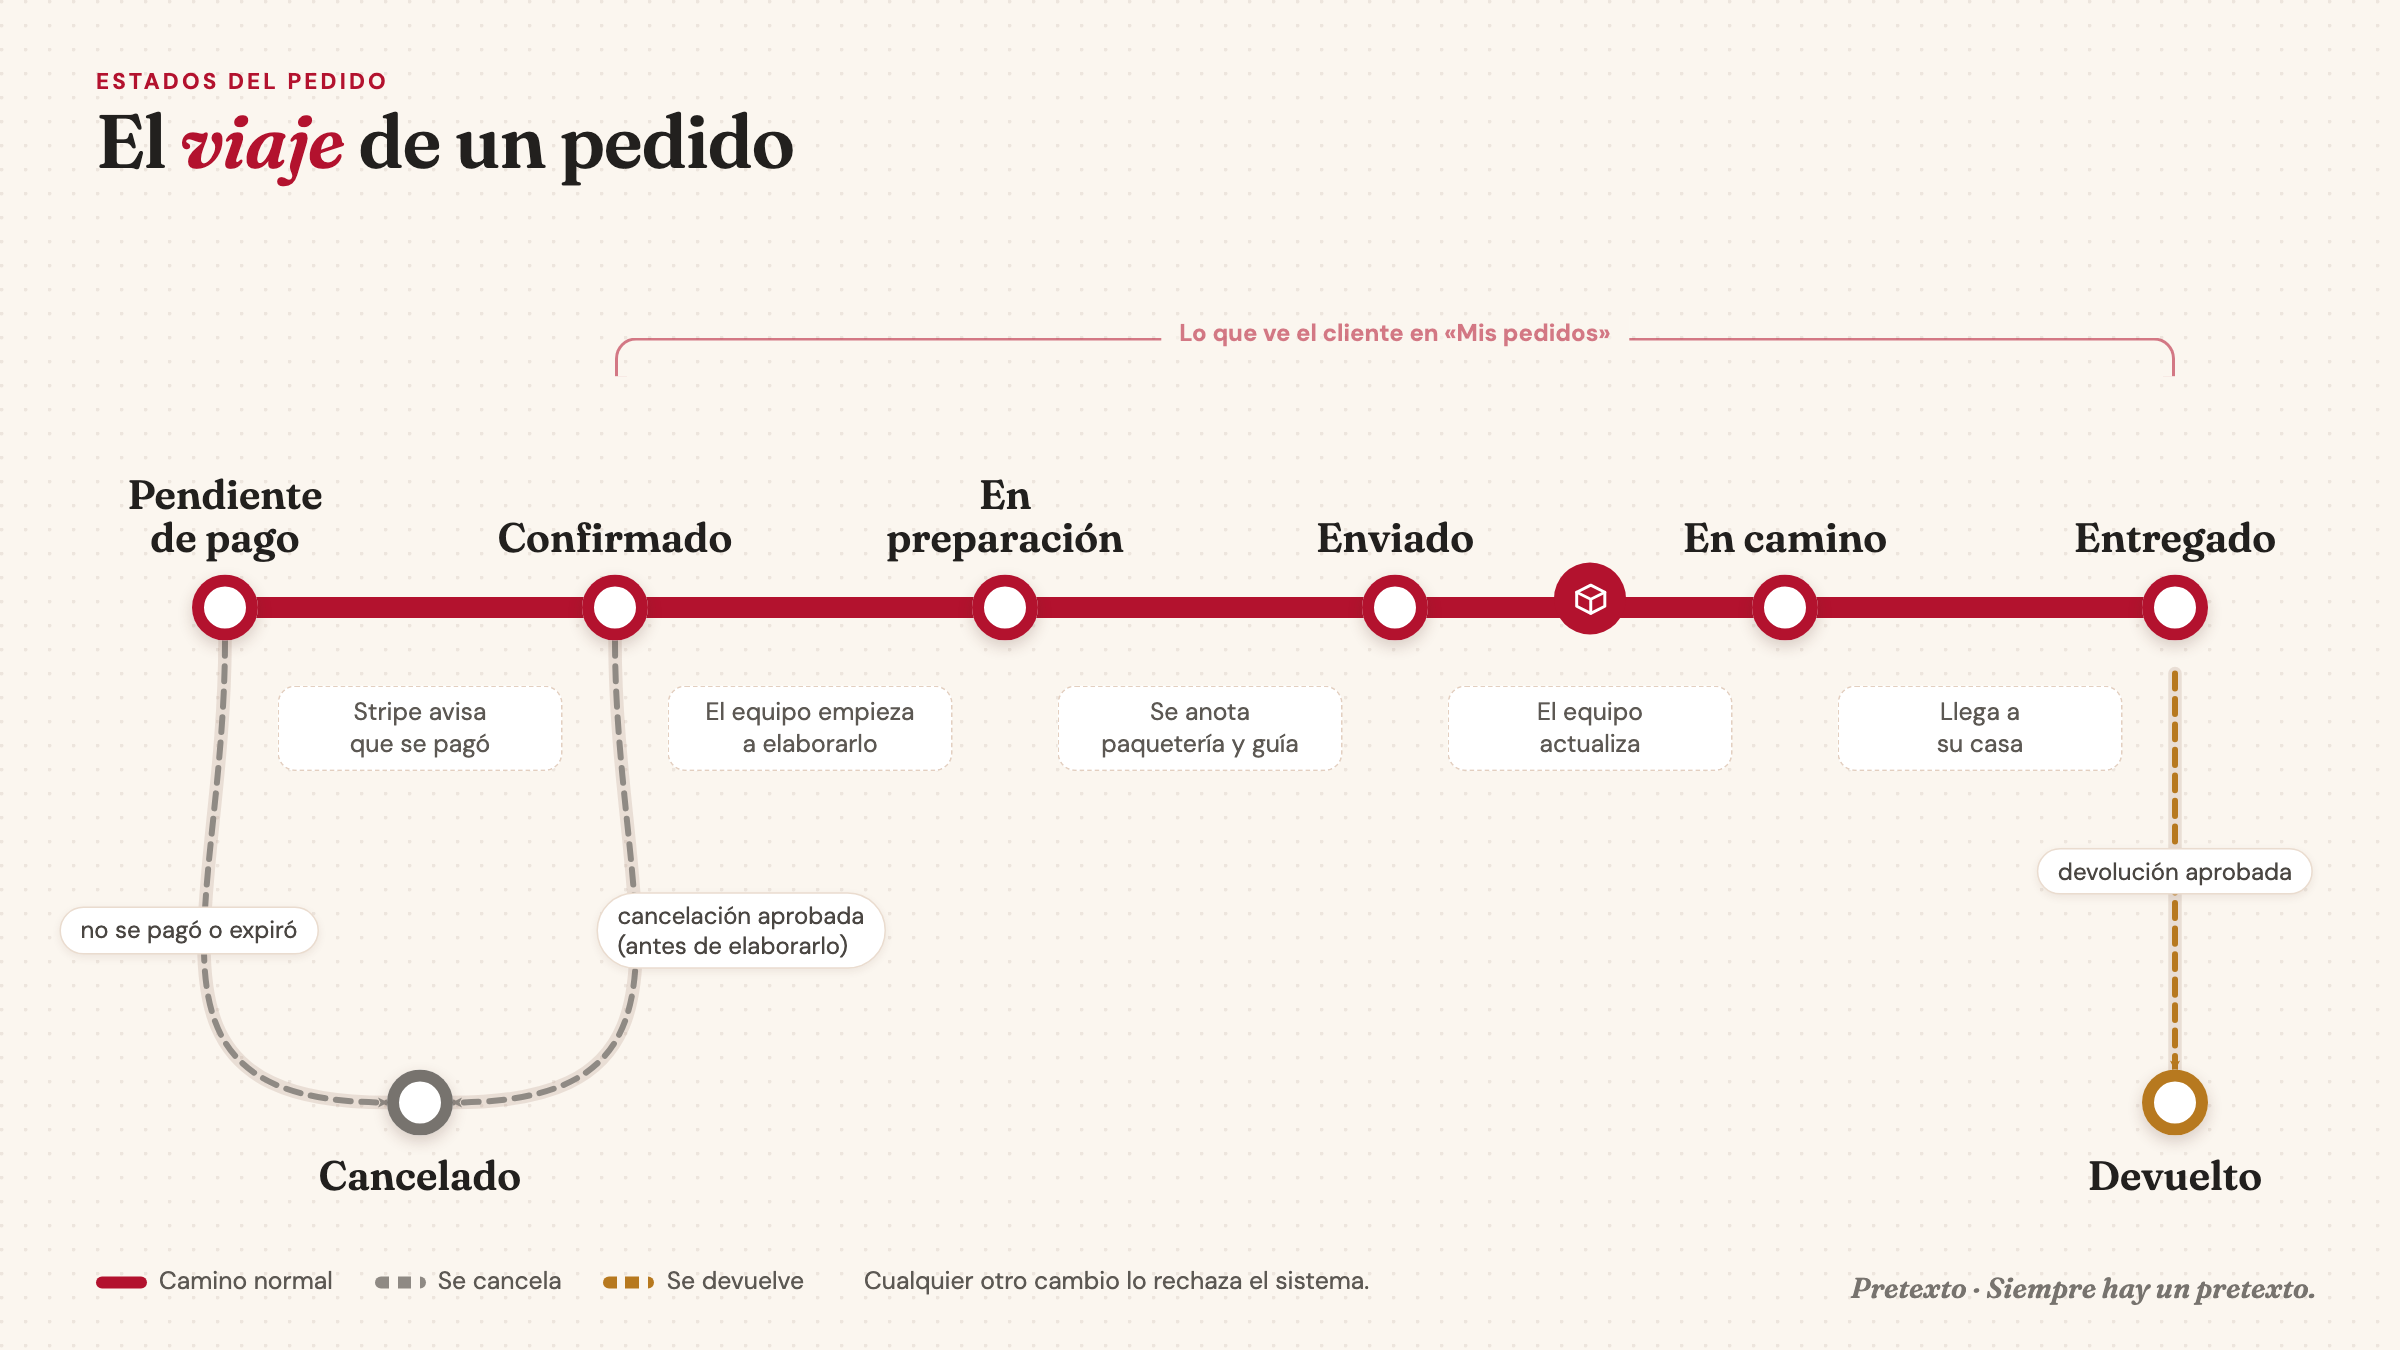 ESTADOS DEL PEDIDO
El viaje de un pedido
Lo que ve el cliente en «Mis pedidos»
Pendiente
de pago
Confirmado
En
preparación
Enviado
En camino
Entregado
Stripe avisa
que se pagó
El equipo empieza
a elaborarlo
Se anota
paquetería y guía
El equipo
actualiza
Llega a
su casa
no se pagó o expiró
cancelación aprobada
(antes de elaborarlo)
devolución aprobada
Cancelado
Devuelto
Camino normal
Se cancela
Se devuelve
Cualquier otro cambio lo rechaza el sistema.
Pretexto · Siempre hay un pretexto.